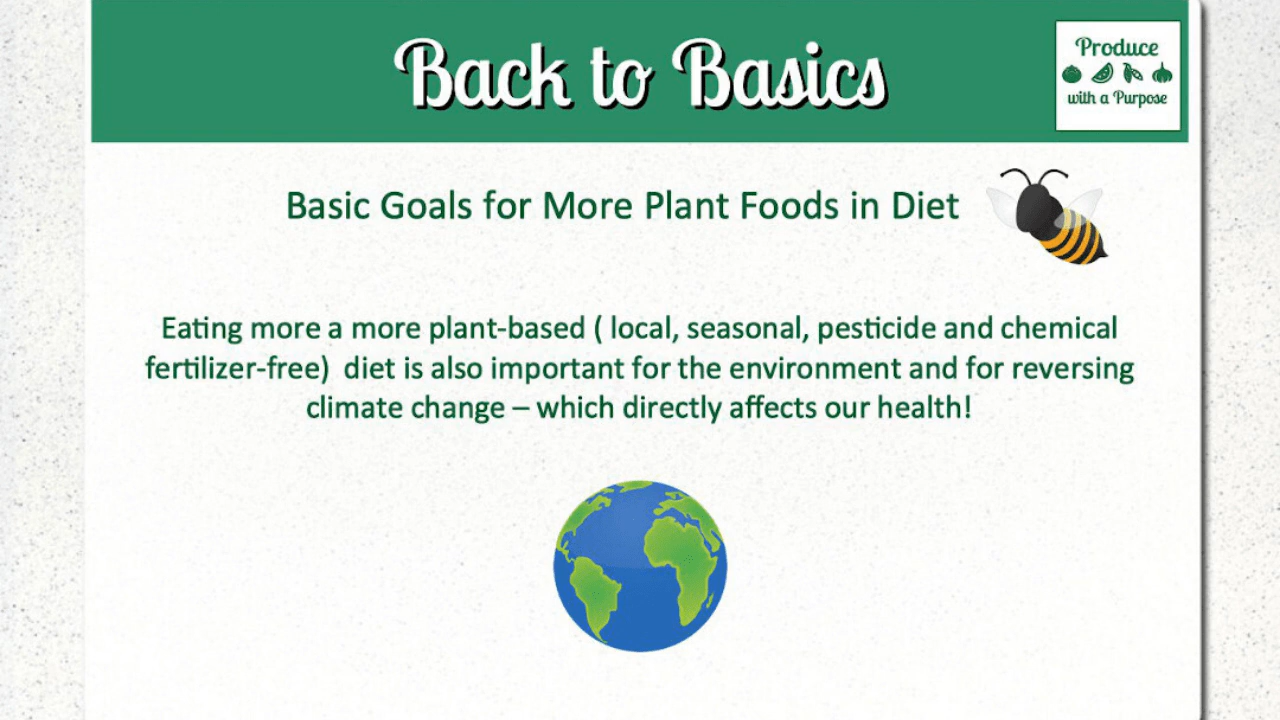 Back to Basics
Produce
with a Purpose
Basic Goals for More Plant Foods in Diet
Eating more a more plant-based ( local, seasonal, pesticide and chemical
fertilizer-free)  diet is also important for the environment and for reversing
climate change – which directly affects our health!